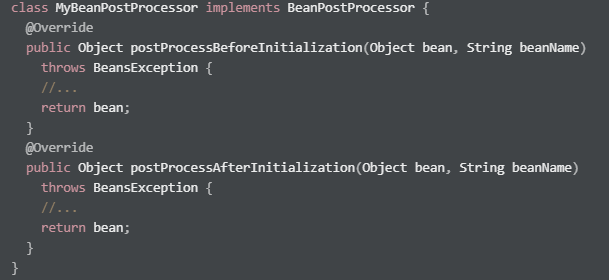 class MyBeanPostProcessor implements BeanPostProcessor {
  @Override
  public Object postProcessBeforeInitialization(Object bean, String beanName)
    throws BeansException {
    //...
    return bean;
  }
  @Override
  public Object postProcessAfterInitialization(Object bean, String beanName)
    throws BeansException {
    //...
    return bean;
  }
}